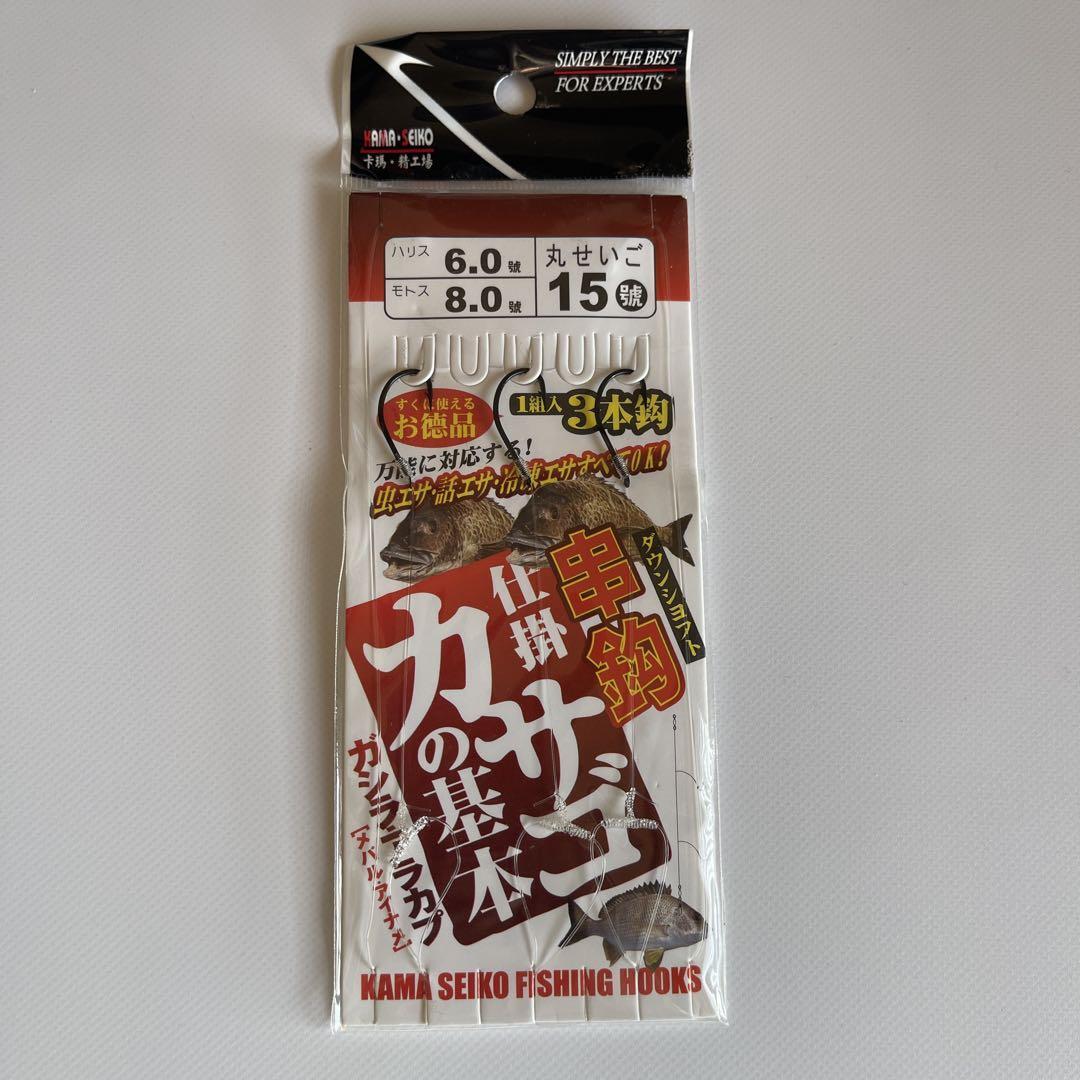 SIMPLY THE BEST
FOR EXPERTS
KAMA・SEIKO
卡瑪・精工場
ハリス 6.0 號
モトス 8.0 號
丸せいご
15 號
すぐに使える
お徳品
1組入 3本鈎
万能に対応する!
虫エサ・話エサ・冷凍エサすべてOK!
串鈎
ダウンショフト
仕掛
カサゴ
の基本
ガシラ
ラカプ
[メバル・アイナメ]
KAMA SEIKO FISHING HOOKS